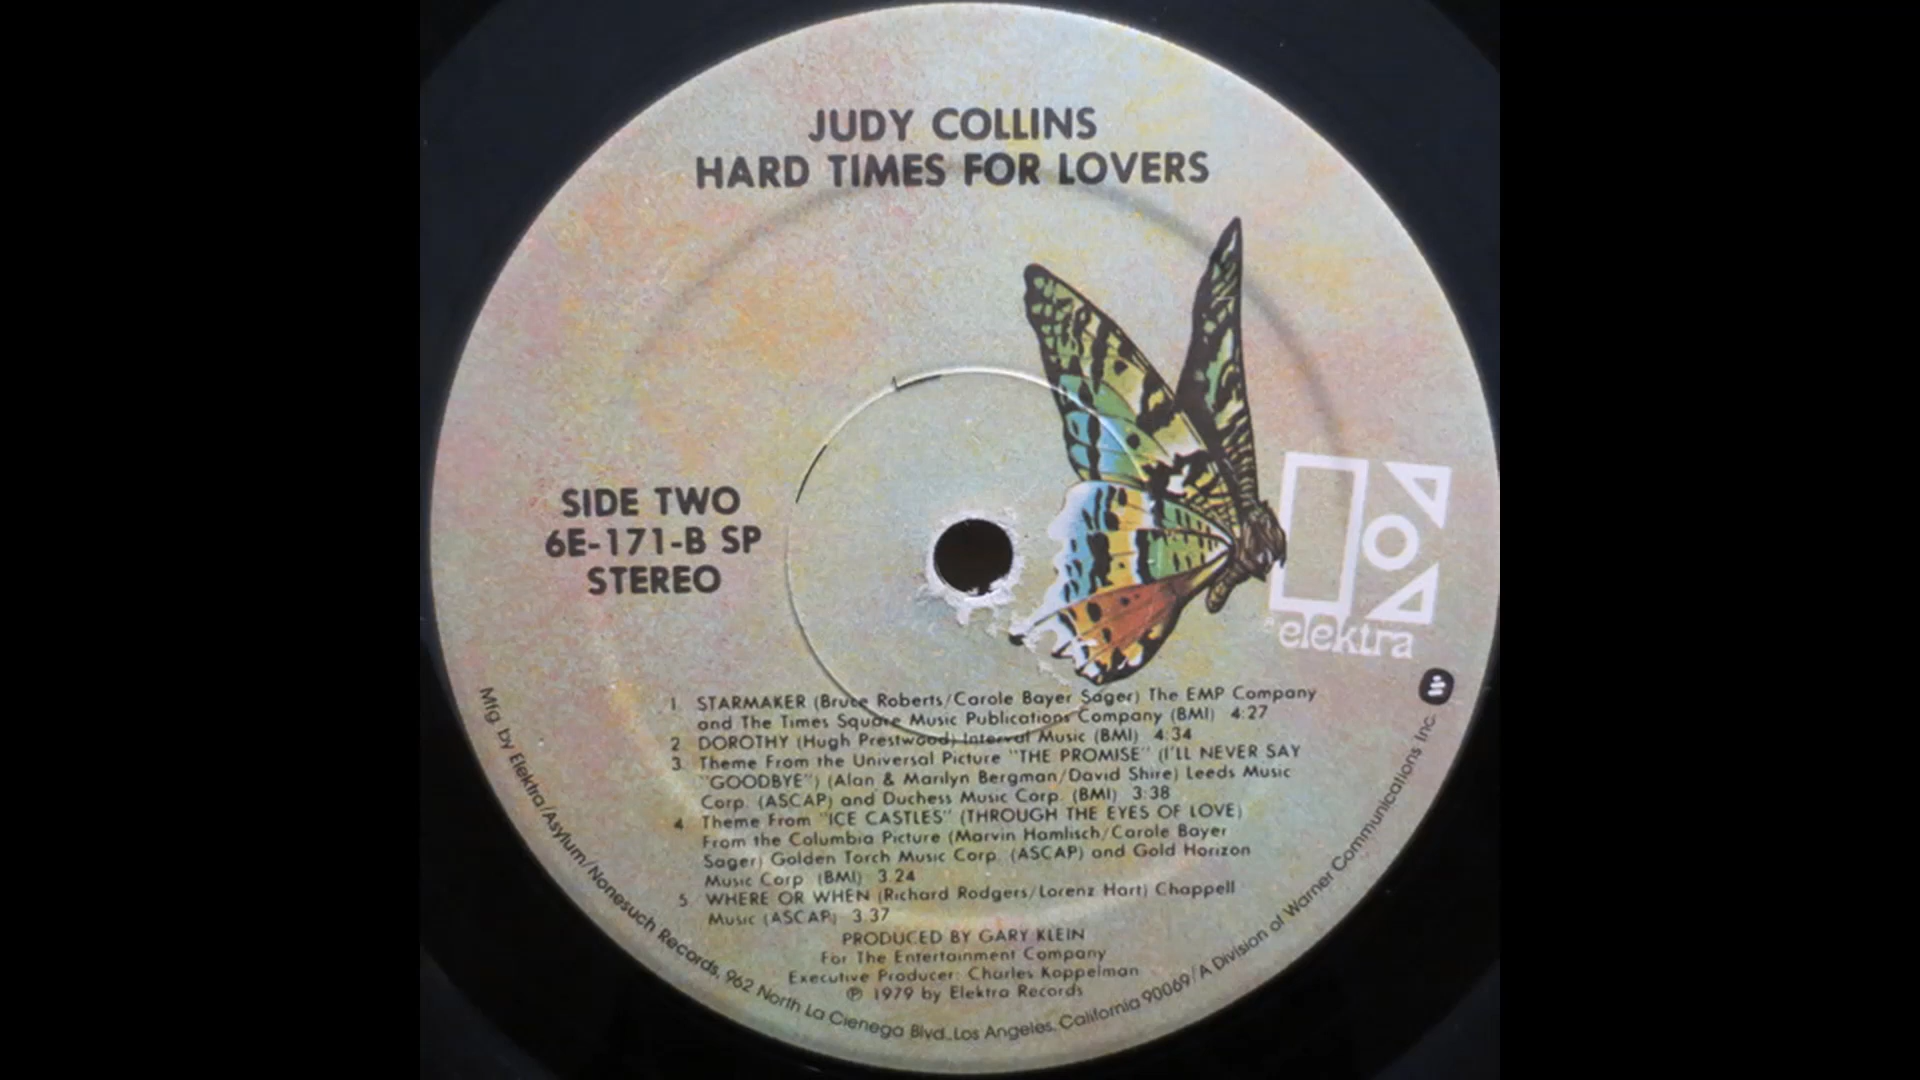 JUDY COLLINS
HARD TIMES FOR LOVERS
SIDE TWO
6E-171-B SP
STEREO
elektra
1. STARMAKER (Bruce Roberts/Carole Bayer Sager) The EMP Company
and The Times Square Music Publications Company (BMI) 4:27
2. DOROTHY (Hugh Prestwood) Interval Music (BMI) 4:34
3. Theme From the Universal Picture "THE PROMISE" (I'LL NEVER SAY
"GOODBYE") (Alan & Marilyn Bergman/David Shire) Leeds Music
Corp. (ASCAP) and Duchess Music Corp. (BMI) 3:38
4. Theme From "ICE CASTLES" (THROUGH THE EYES OF LOVE)
From the Columbia Picture (Marvin Hamlisch/Carole Bayer
Sager) Golden Torch Music Corp. (ASCAP) and Gold Horizon
Music Corp. (BMI) 3:24
5. WHERE OR WHEN (Richard Rodgers/Lorenz Hart) Chappell
Music (ASCAP) 3:37
PRODUCED BY GARY KLEIN
For The Entertainment Company
Executive Producer: Charles Koppelman
℗ 1979 by Elektra Records
Mfg. by Elektra/Asylum/Nonesuch Records, 962 North La Cienega Blvd., Los Angeles, California 90069/A Division of Warner Communications Inc.